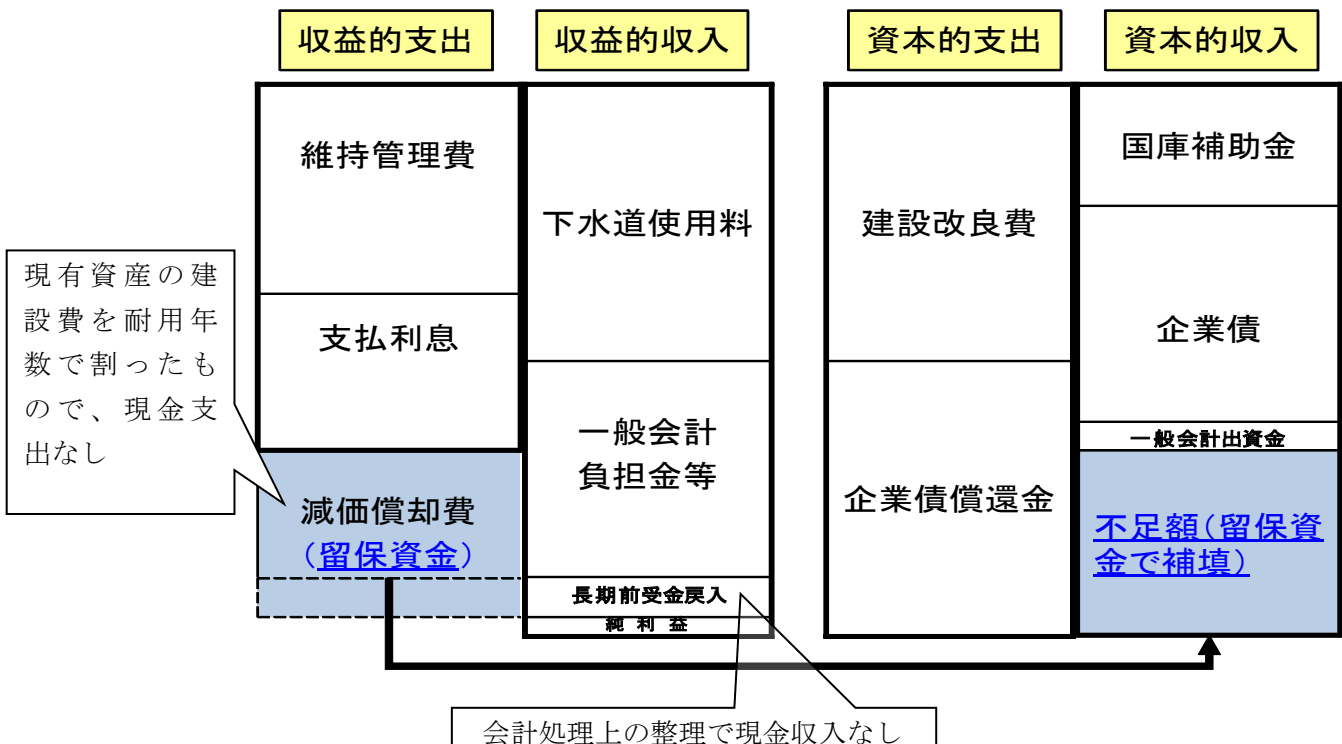 収益的支出
収益的収入
資本的支出
資本的収入
維持管理費
支払利息
減価償却費
（留保資金）
現有資産の建
設費を耐用年
数で割ったも
ので、現金支
出なし
下水道使用料
一般会計
負担金等
長期前受金戻入
純利益
建設改良費
企業債償還金
国庫補助金
企業債
一般会計出資金
不足額（留保資
金で補填）
会計処理上の整理で現金収入なし